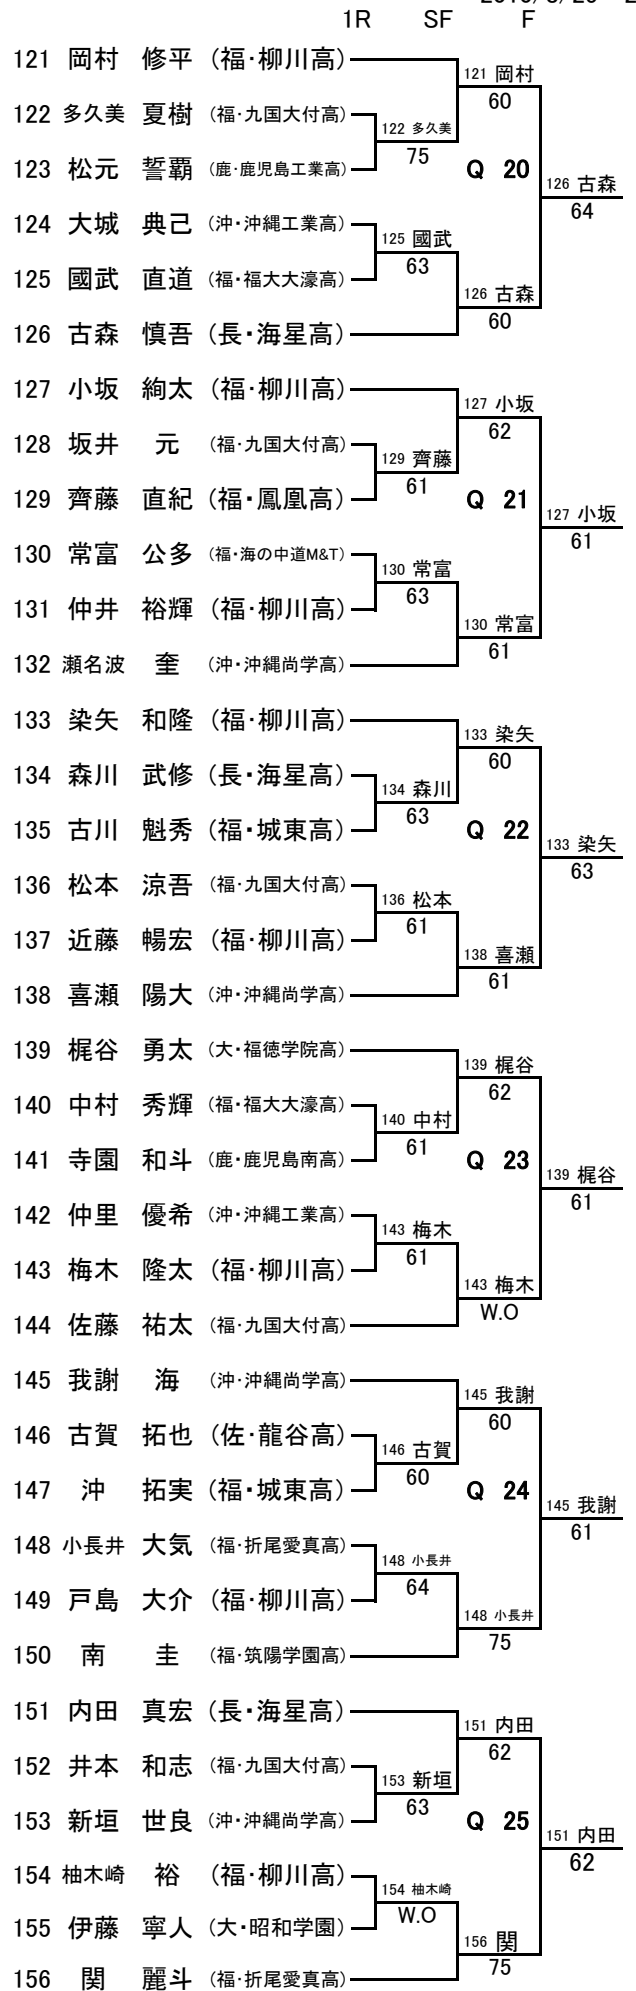 1R SF F
121 岡村 修平 (福・柳川高)
121 岡村
60
122 多久美 夏樹 (福・九国大付高)
122 多久美
75
123 松元 誓覇 (鹿・鹿児島工業高)
Q 20
126 古森
64
124 大城 典己 (沖・沖縄工業高)
125 國武
63
125 國武 直道 (福・福大大濠高)
126 古森
60
126 古森 慎吾 (長・海星高)
127 小坂 絢太 (福・柳川高)
127 小坂
62
128 坂井 元 (福・九国大付高)
129 齊藤
61
129 齊藤 直紀 (福・鳳凰高)
Q 21
127 小坂
61
130 常富 公多 (福・海の中道M&T)
130 常富
63
131 仲井 裕輝 (福・柳川高)
130 常富
61
132 瀬名波 奎 (沖・沖縄尚学高)
133 染矢 和隆 (福・柳川高)
133 染矢
60
134 森川 武修 (長・海星高)
134 森川
63
135 古川 魁秀 (福・城東高)
Q 22
133 染矢
63
136 松本 涼吾 (福・九国大付高)
136 松本
61
137 近藤 暢宏 (福・柳川高)
138 喜瀬
61
138 喜瀬 陽大 (沖・沖縄尚学高)
139 梶谷 勇太 (大・福徳学院高)
139 梶谷
62
140 中村 秀輝 (福・福大大濠高)
140 中村
61
141 寺園 和斗 (鹿・鹿児島南高)
Q 23
139 梶谷
61
142 仲里 優希 (沖・沖縄工業高)
143 梅木
61
143 梅木 隆太 (福・柳川高)
143 梅木
W.O
144 佐藤 祐太 (福・九国大付高)
145 我謝 海 (沖・沖縄尚学高)
145 我謝
60
146 古賀 拓也 (佐・龍谷高)
146 古賀
60
147 沖 拓実 (福・城東高)
Q 24
145 我謝
61
148 小長井 大気 (福・折尾愛真高)
148 小長井
64
149 戸島 大介 (福・柳川高)
148 小長井
75
150 南 圭 (福・筑陽学園高)
151 内田 真宏 (長・海星高)
151 内田
62
152 井本 和志 (福・九国大付高)
153 新垣
63
153 新垣 世良 (沖・沖縄尚学高)
Q 25
151 内田
62
154 柚木崎 裕 (福・柳川高)
154 柚木崎
W.O
155 伊藤 寧人 (大・昭和学園)
156 関
75
156 関 麗斗 (福・折尾愛真高)